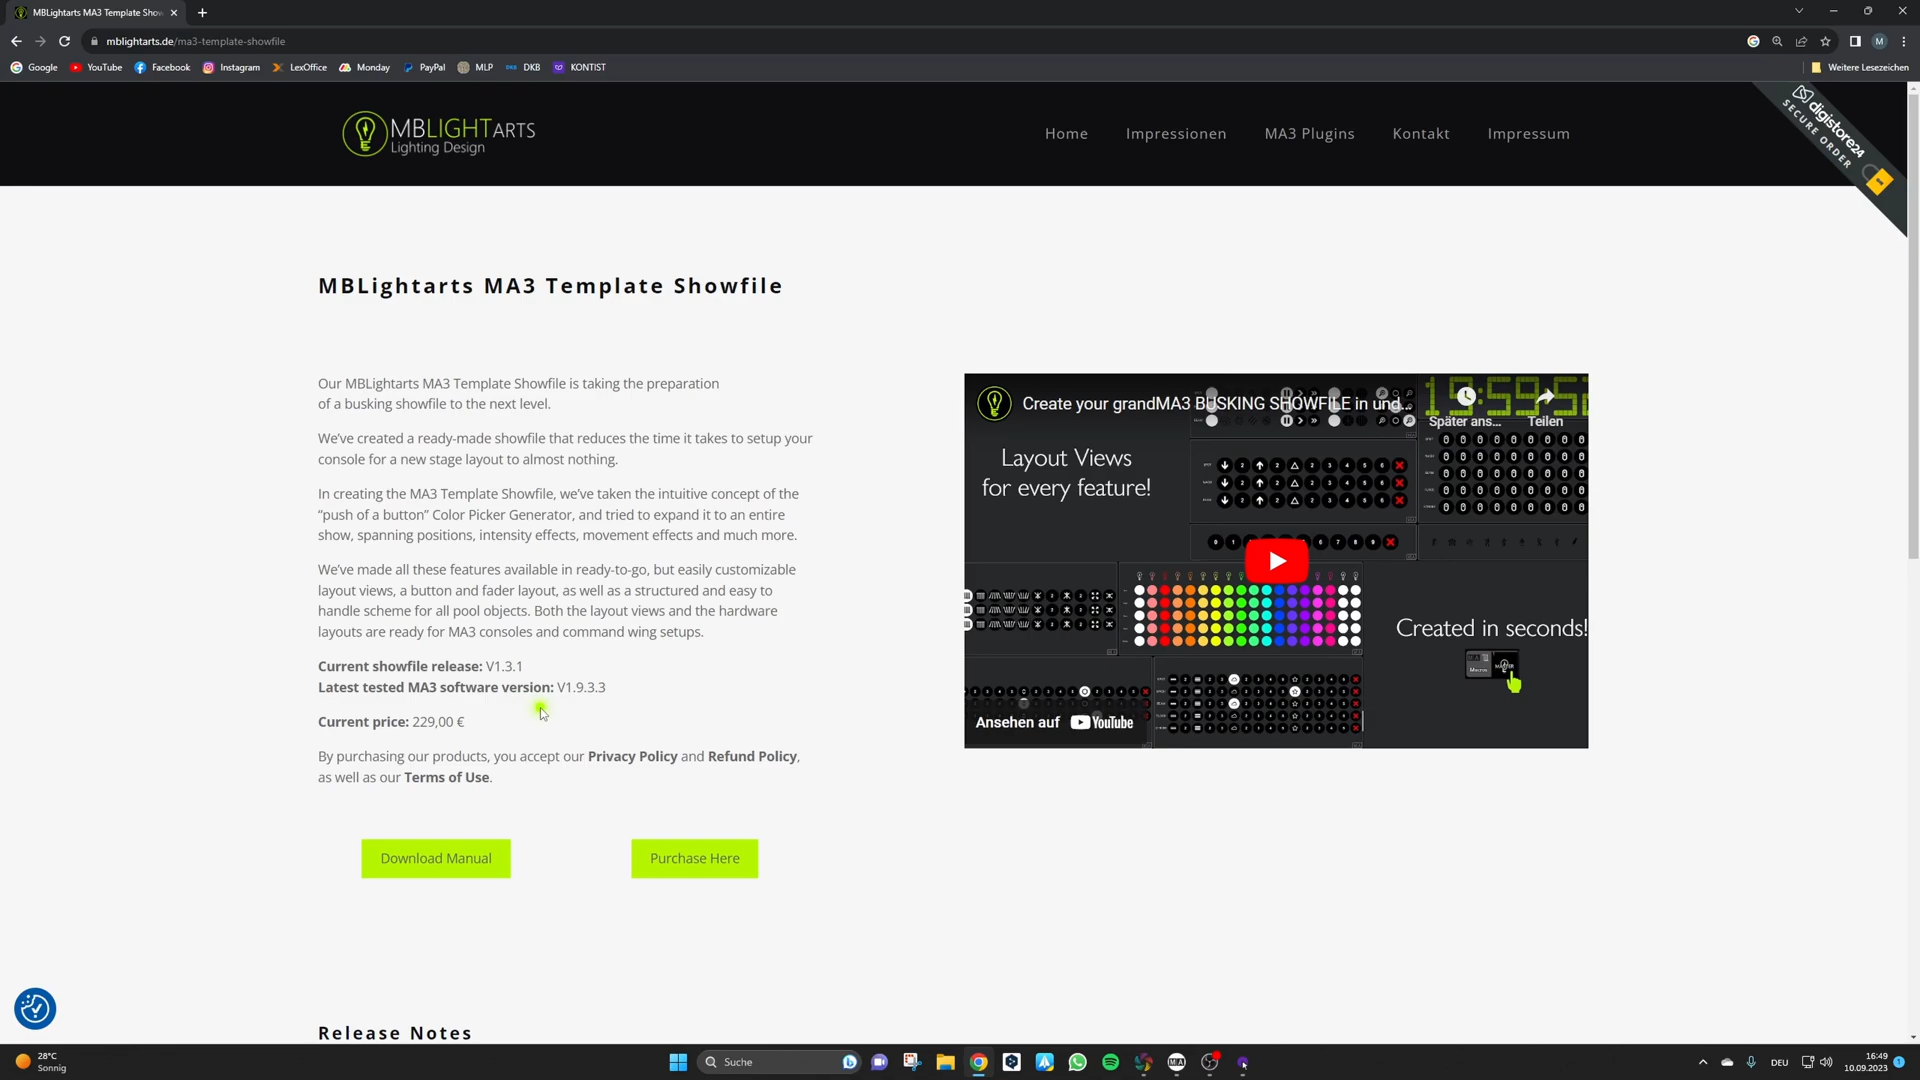 MBLightarts MA3 Template Show
mblightarts.de/ma3-template-showfile
M
Google
YouTube
Facebook
Instagram
LexOffice
Monday
PayPal
MLP
DKB
KONTIST
Weitere Lesezeichen
MBLIGHTARTS
Lighting Design
Home
Impressionen
MA3 Plugins
Kontakt
Impressum
digistore24
SECURE ORDER
MBLightarts MA3 Template Showfile
Our MBLightarts MA3 Template Showfile is taking the preparation
of a busking showfile to the next level.
We’ve created a ready-made showfile that reduces the time it takes to setup your
console for a new stage layout to almost nothing.
In creating the MA3 Template Showfile, we’ve taken the intuitive concept of the
“push of a button” Color Picker Generator, and tried to expand it to an entire
show, spanning positions, intensity effects, movement effects and much more.
We’ve made all these features available in ready-to-go, but easily customizable
layout views, a button and fader layout, as well as a structured and easy to
handle scheme for all pool objects. Both the layout views and the hardware
layouts are ready for MA3 consoles and command wing setups.
Current showfile release: V1.3.1
Latest tested MA3 software version: V1.9.3.3
Current price: 229,00 €
By purchasing our products, you accept our Privacy Policy and Refund Policy,
as well as our Terms of Use.
Download Manual
Purchase Here
Create your grandMA3 BUSKING SHOWFILE in und...
Später ans...
Teilen
Layout Views
for every feature!
Created in seconds!
Macros
Ansehen auf YouTube
Release Notes
28°C
Sonnig
Suche
DEU
16:49
10.09.2023
1